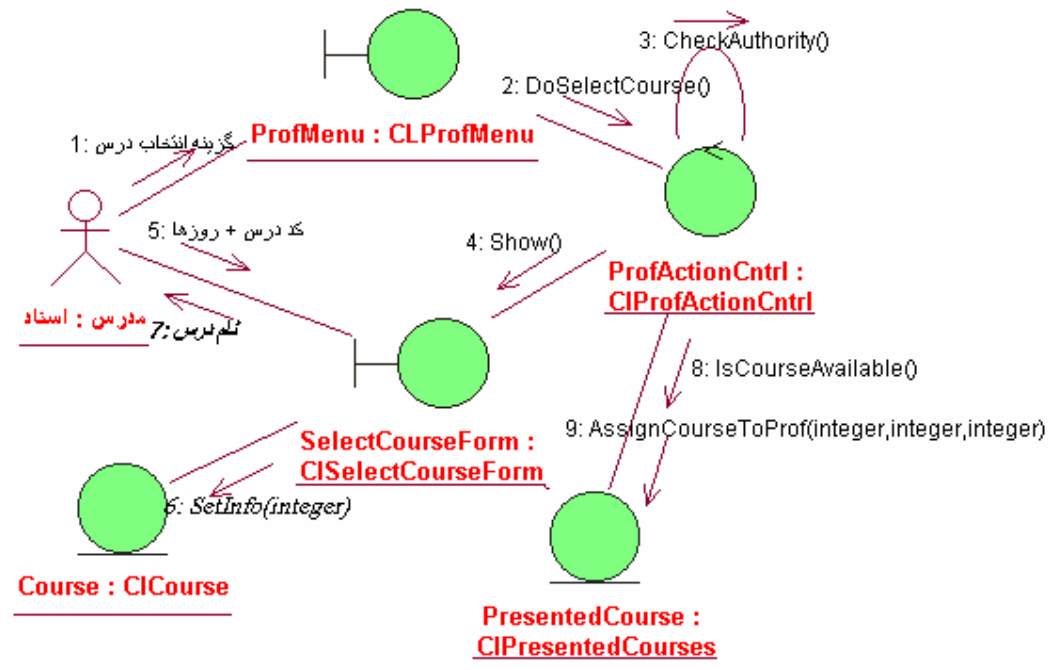 3: CheckAuthority()
2: DoSelectCourse()
ProfMenu : CLProfMenu
1: گزینه انتخاب درس
5: کد درس + روزها
4: Show()
ProfActionCntrl :
ClProfActionCntrl
مدرس : استاد
7: نام درس
8: IsCourseAvailable()
9: AssignCourseToProf(integer,integer,integer)
SelectCourseForm :
ClSelectCourseForm
6: SetInfo(integer)
Course : ClCourse
PresentedCourse :
ClPresentedCourses